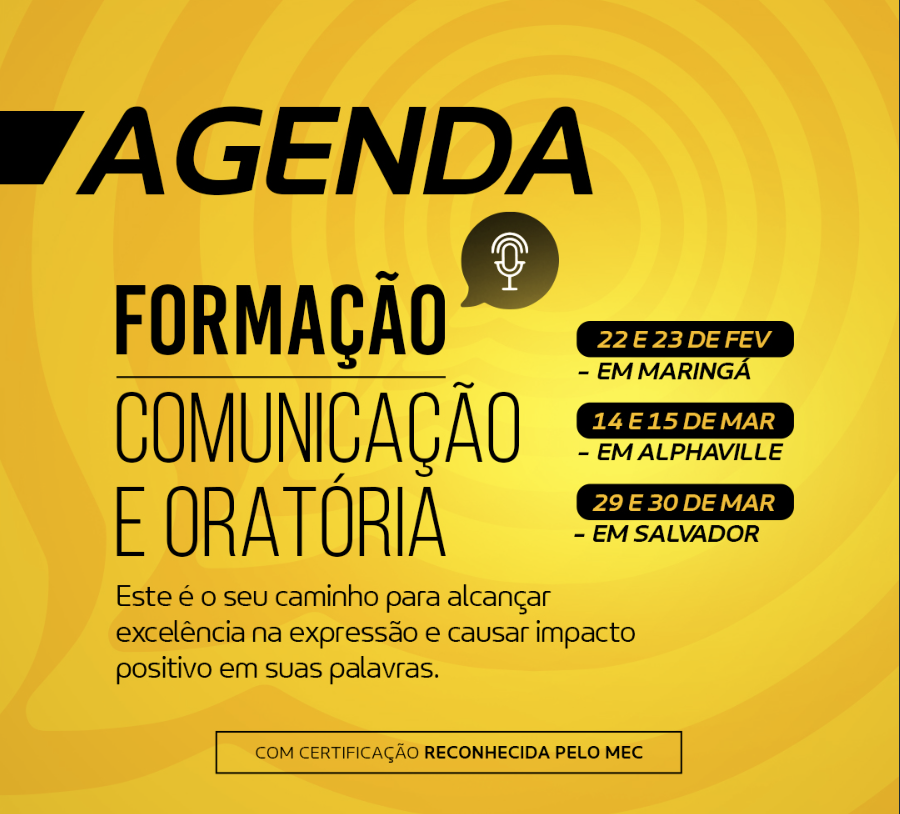 AGENDA
FORMAÇÃO
COMUNICAÇÃO
E ORATÓRIA
22 E 23 DE FEV
- EM MARINGÁ
14 E 15 DE MAR
- EM ALPHAVILLE
29 E 30 DE MAR
- EM SALVADOR
Este é o seu caminho para alcançar
excelência na expressão e causar impacto
positivo em suas palavras.
COM CERTIFICAÇÃO RECONHECIDA PELO MEC